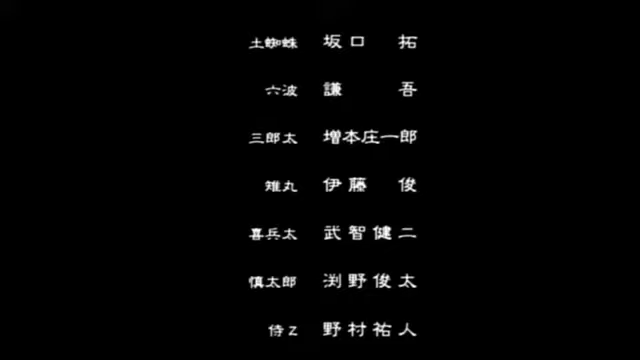 土蜘蛛 坂口 拓
六波 謙 吾
三郎太 増本庄一郎
雉丸 伊藤 俊
喜兵太 武智健二
慎太郎 渕野俊太
侍Z 野村祐人